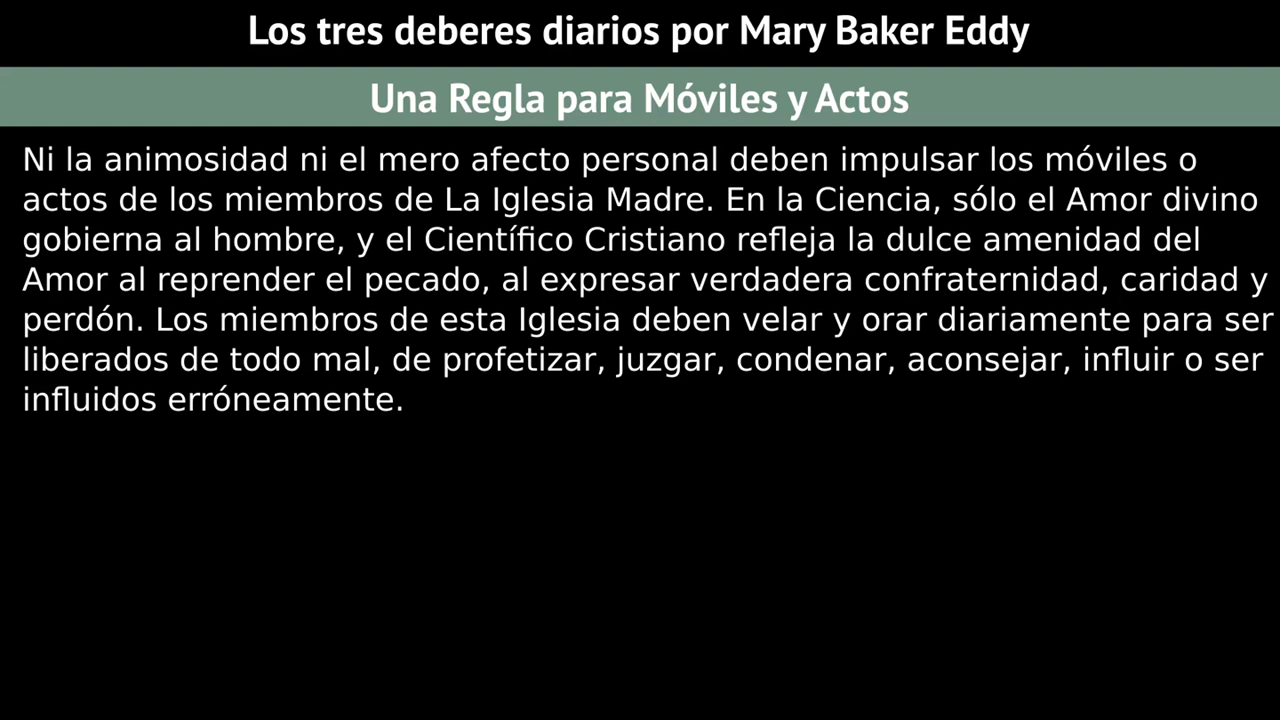 Los tres deberes diarios por Mary Baker Eddy
Una Regla para Móviles y Actos
Ni la animosidad ni el mero afecto personal deben impulsar los móviles o
actos de los miembros de La Iglesia Madre. En la Ciencia, sólo el Amor divino
gobierna al hombre, y el Científico Cristiano refleja la dulce amenidad del
Amor al reprender el pecado, al expresar verdadera confraternidad, caridad y
perdón. Los miembros de esta Iglesia deben velar y orar diariamente para ser
liberados de todo mal, de profetizar, juzgar, condenar, aconsejar, influir o ser
influidos erróneamente.